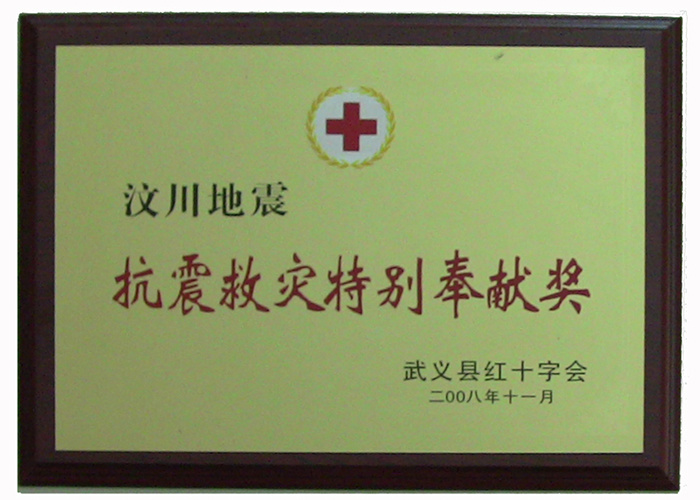 汶川地震
抗震救灾特别奉献奖
武义县红十字会
二00八年十一月